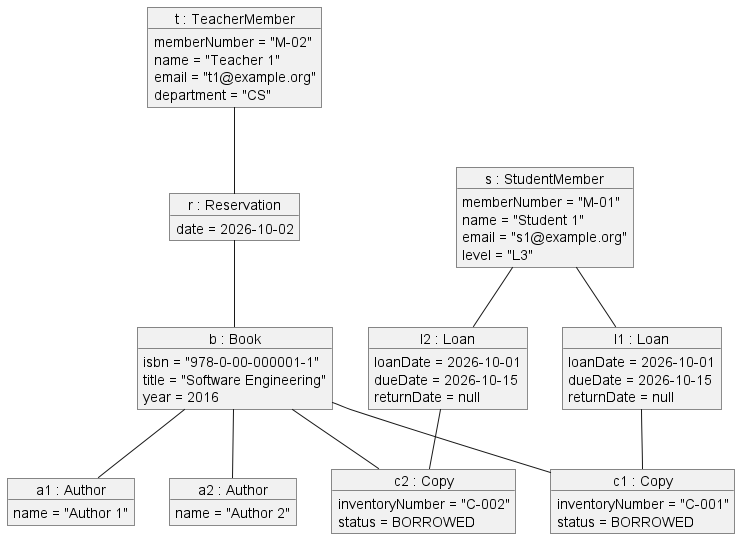 t : TeacherMember
memberNumber = "M-02"
name = "Teacher 1"
email = "t1@example.org"
department = "CS"
s : StudentMember
memberNumber = "M-01"
name = "Student 1"
email = "s1@example.org"
level = "L3"
r : Reservation
date = 2026-10-02
b : Book
isbn = "978-0-00-000001-1"
title = "Software Engineering"
year = 2016
l2 : Loan
loanDate = 2026-10-01
dueDate = 2026-10-15
returnDate = null
l1 : Loan
loanDate = 2026-10-01
dueDate = 2026-10-15
returnDate = null
a1 : Author
name = "Author 1"
a2 : Author
name = "Author 2"
c2 : Copy
inventoryNumber = "C-002"
status = BORROWED
c1 : Copy
inventoryNumber = "C-001"
status = BORROWED